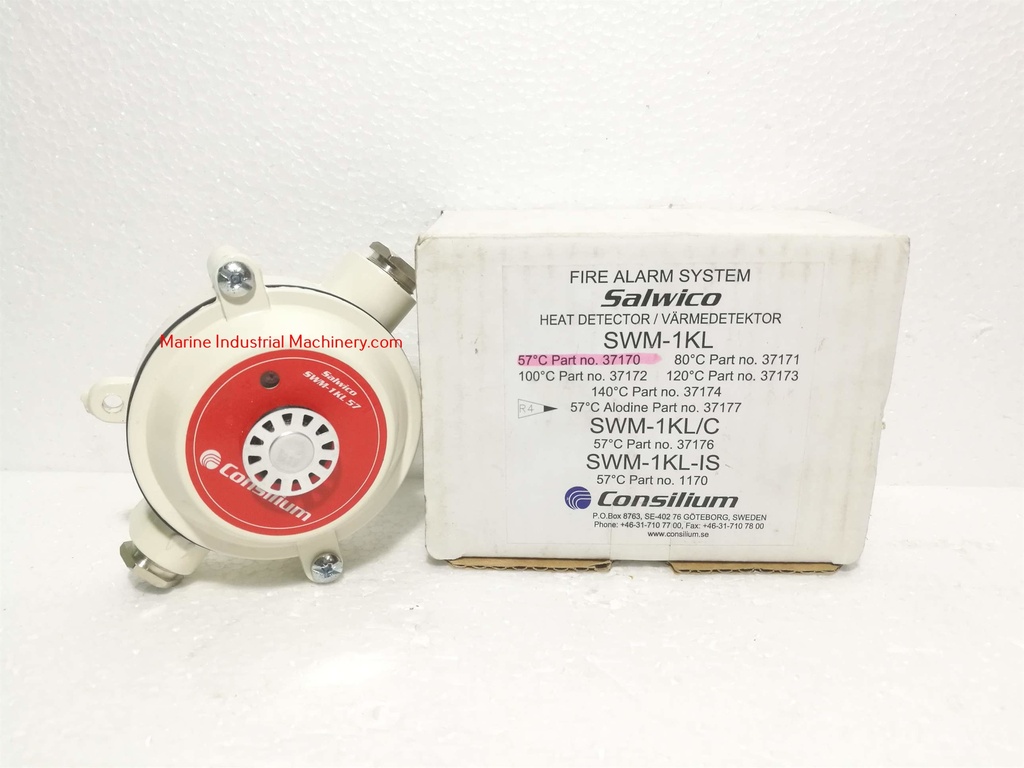 Marine Industrial Machinery.com
Salwico
SWM-1KL 57
Consilium
FIRE ALARM SYSTEM
Salwico
HEAT DETECTOR / VÄRMEDETEKTOR
SWM-1KL
57°C Part no. 37170 80°C Part no. 37171
100°C Part no. 37172 120°C Part no. 37173
140°C Part no. 37174
R4 57°C Alodine Part no. 37177
SWM-1KL/C
57°C Part no. 37176
SWM-1KL-IS
57°C Part no. 1170
Consilium
P.O.Box 8763, SE-402 76 GÖTEBORG, SWEDEN
Phone: +46-31-710 77 00, Fax: +46-31-710 78 00
www.consilium.se